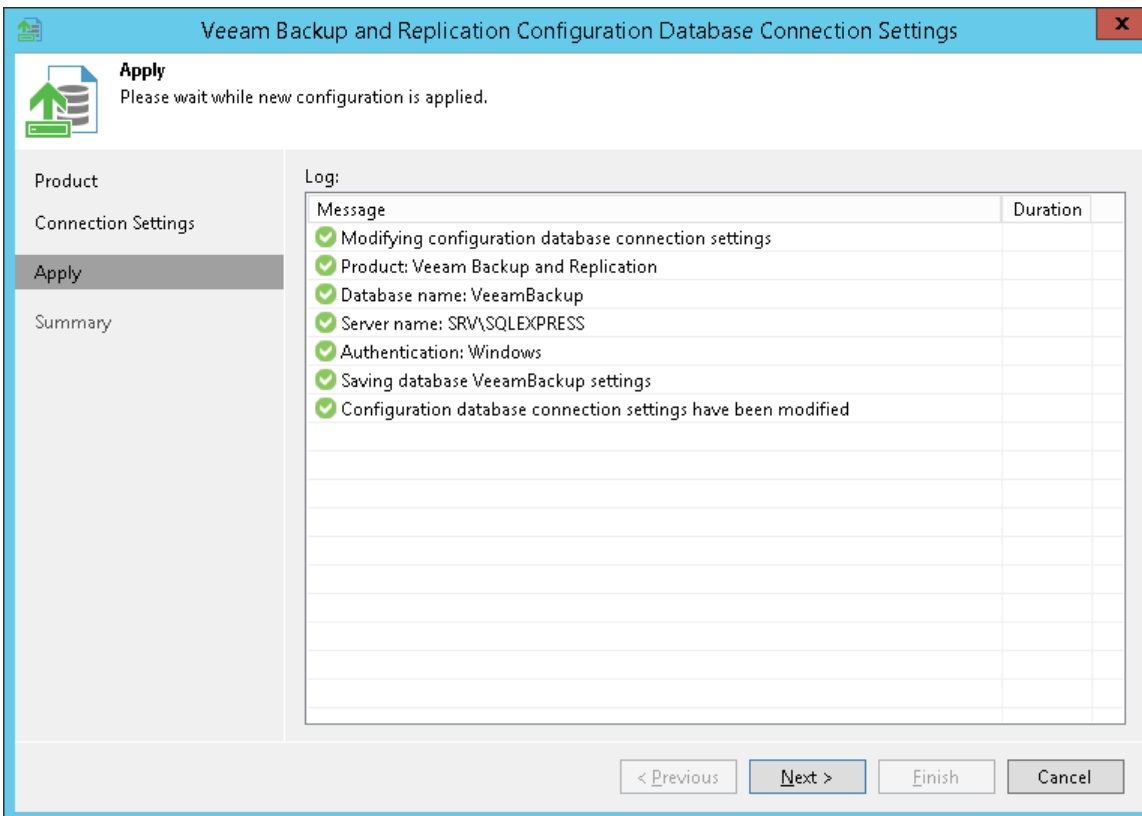 Veeam Backup and Replication Configuration Database Connection Settings
x
Apply
Please wait while new configuration is applied.
Product
Connection Settings
Apply
Summary
Log:
Message Duration
Modifying configuration database connection settings
Product: Veeam Backup and Replication
Database name: VeeamBackup
Server name: SRV\SQLEXPRESS
Authentication: Windows
Saving database VeeamBackup settings
Configuration database connection settings have been modified
< Previous Next > Finish Cancel